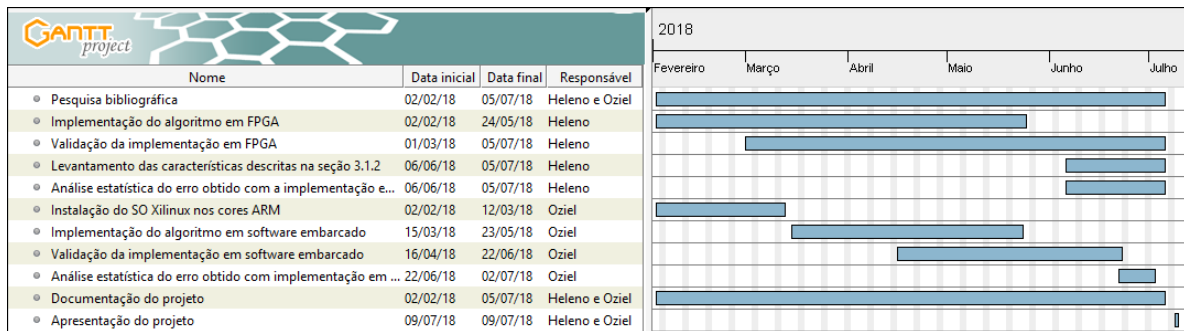 GANTT
project
2018
Fevereiro Março Abril Maio Junho Julho
Nome Data inicial Data final Responsável
Pesquisa bibliográfica 02/02/18 05/07/18 Heleno e Oziel
Implementação do algoritmo em FPGA 02/02/18 24/05/18 Heleno
Validação da implementação em FPGA 01/03/18 05/07/18 Heleno
Levantamento das características descritas na seção 3.1.2 06/06/18 05/07/18 Heleno
Análise estatística do erro obtido com a implementação e... 06/06/18 05/07/18 Heleno
Instalação do SO Xilinux nos cores ARM 02/02/18 12/03/18 Oziel
Implementação do algoritmo em software embarcado 15/03/18 23/05/18 Oziel
Validação da implementação em software embarcado 16/04/18 22/06/18 Oziel
Análise estatística do erro obtido com implementação em ... 22/06/18 02/07/18 Oziel
Documentação do projeto 02/02/18 05/07/18 Heleno e Oziel
Apresentação do projeto 09/07/18 09/07/18 Heleno e Oziel